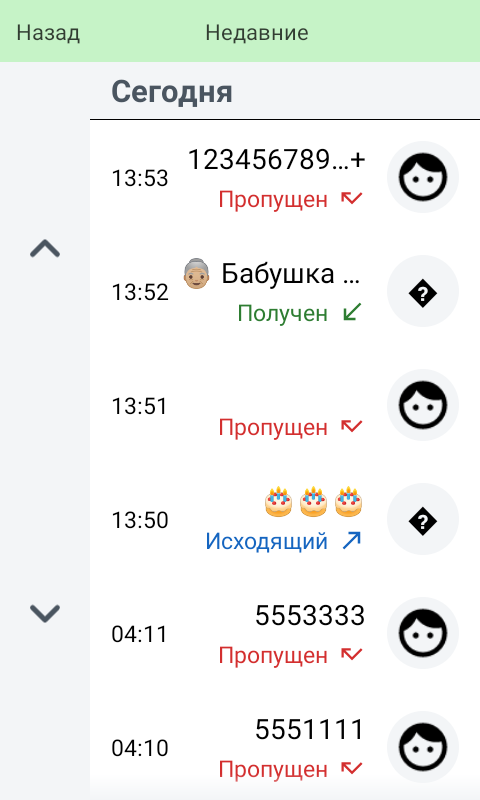 Назад Недавние
Сегодня
13:53 123456789…+
Пропущен
13:52 👵🏼 Бабушка …
Получен
�
13:51
Пропущен
13:50 🎂🎂🎂
Исходящий
�
04:11 5553333
Пропущен
04:10 5551111
Пропущен